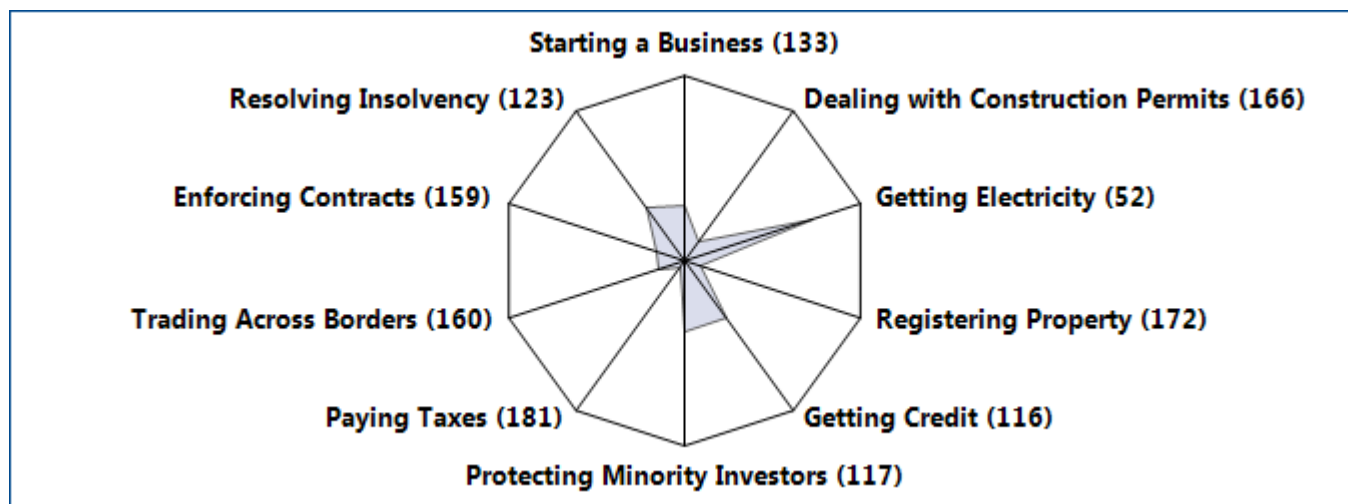 Starting a Business (133)
Resolving Insolvency (123)
Dealing with Construction Permits (166)
Enforcing Contracts (159)
Getting Electricity (52)
Trading Across Borders (160)
Registering Property (172)
Paying Taxes (181)
Getting Credit (116)
Protecting Minority Investors (117)